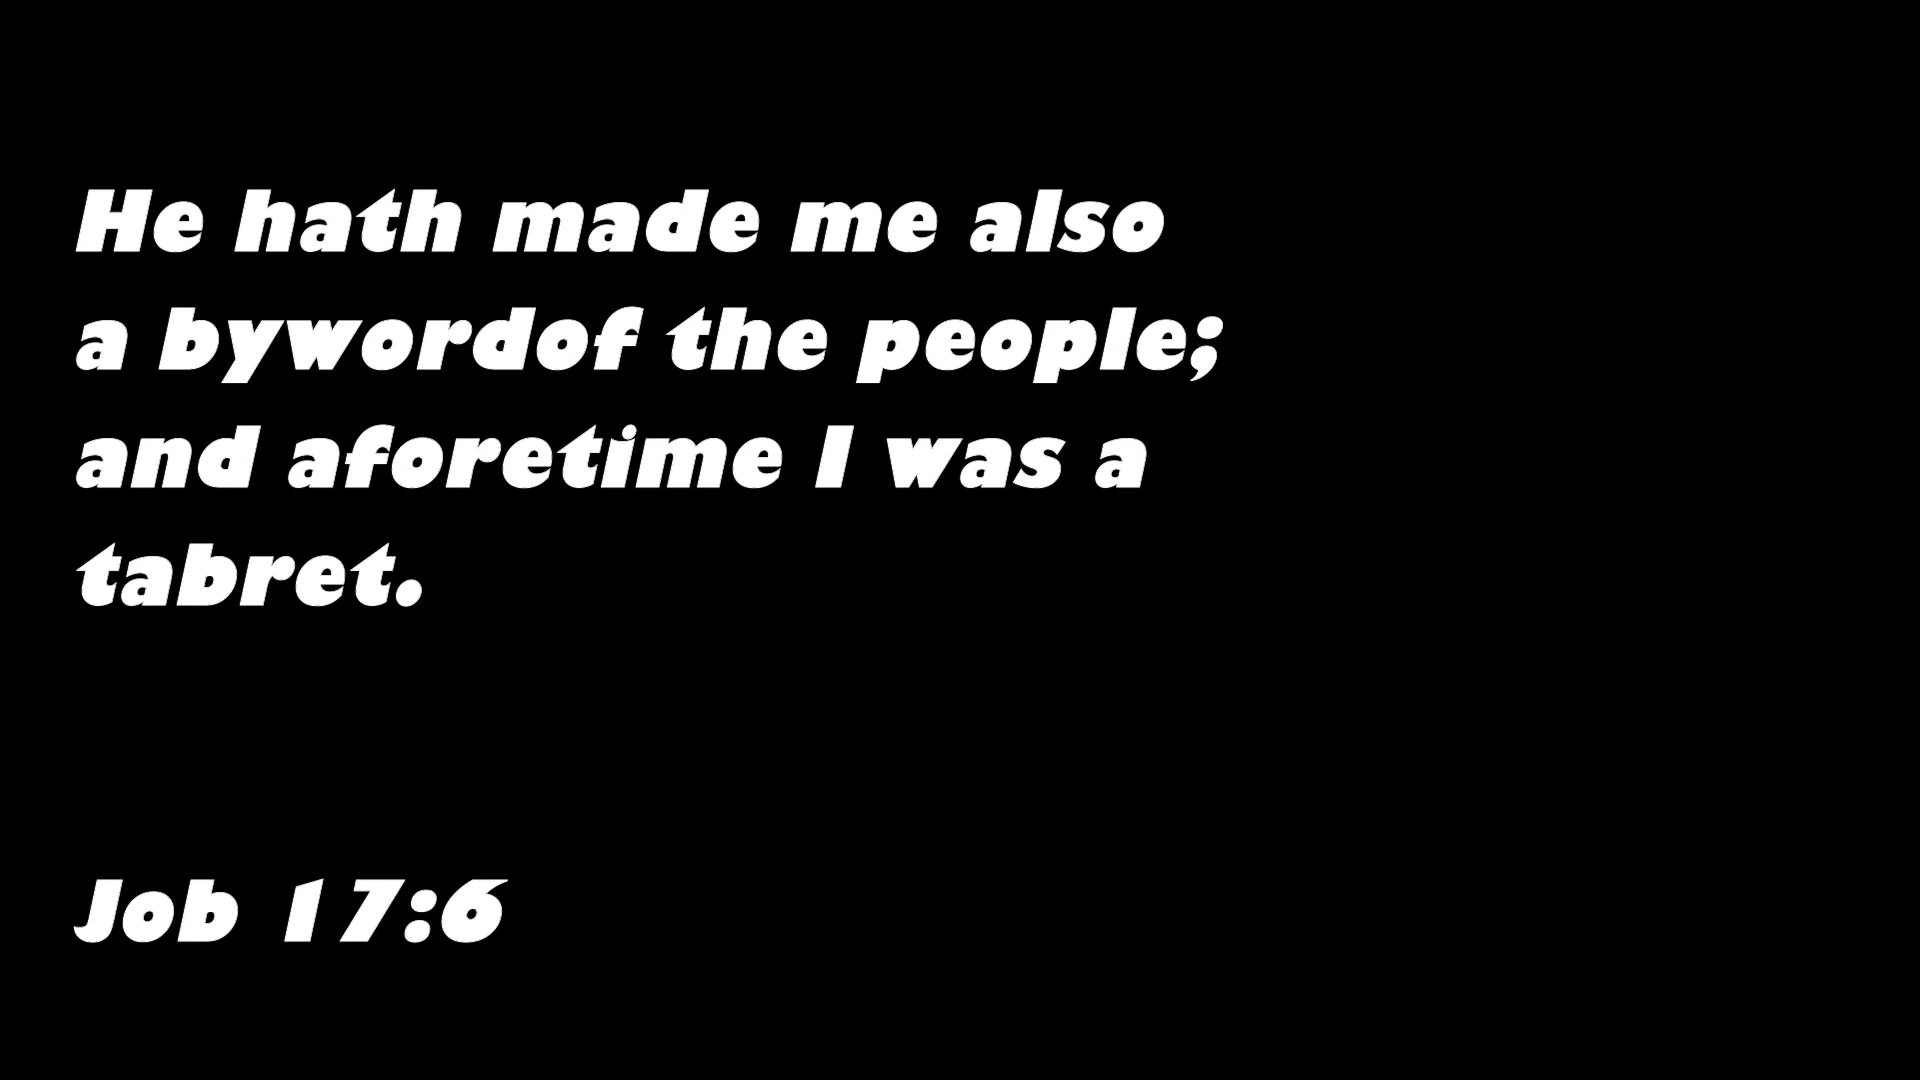 He hath made me also
a bywordof the people;
and aforetime I was a
tabret.
Job 17:6